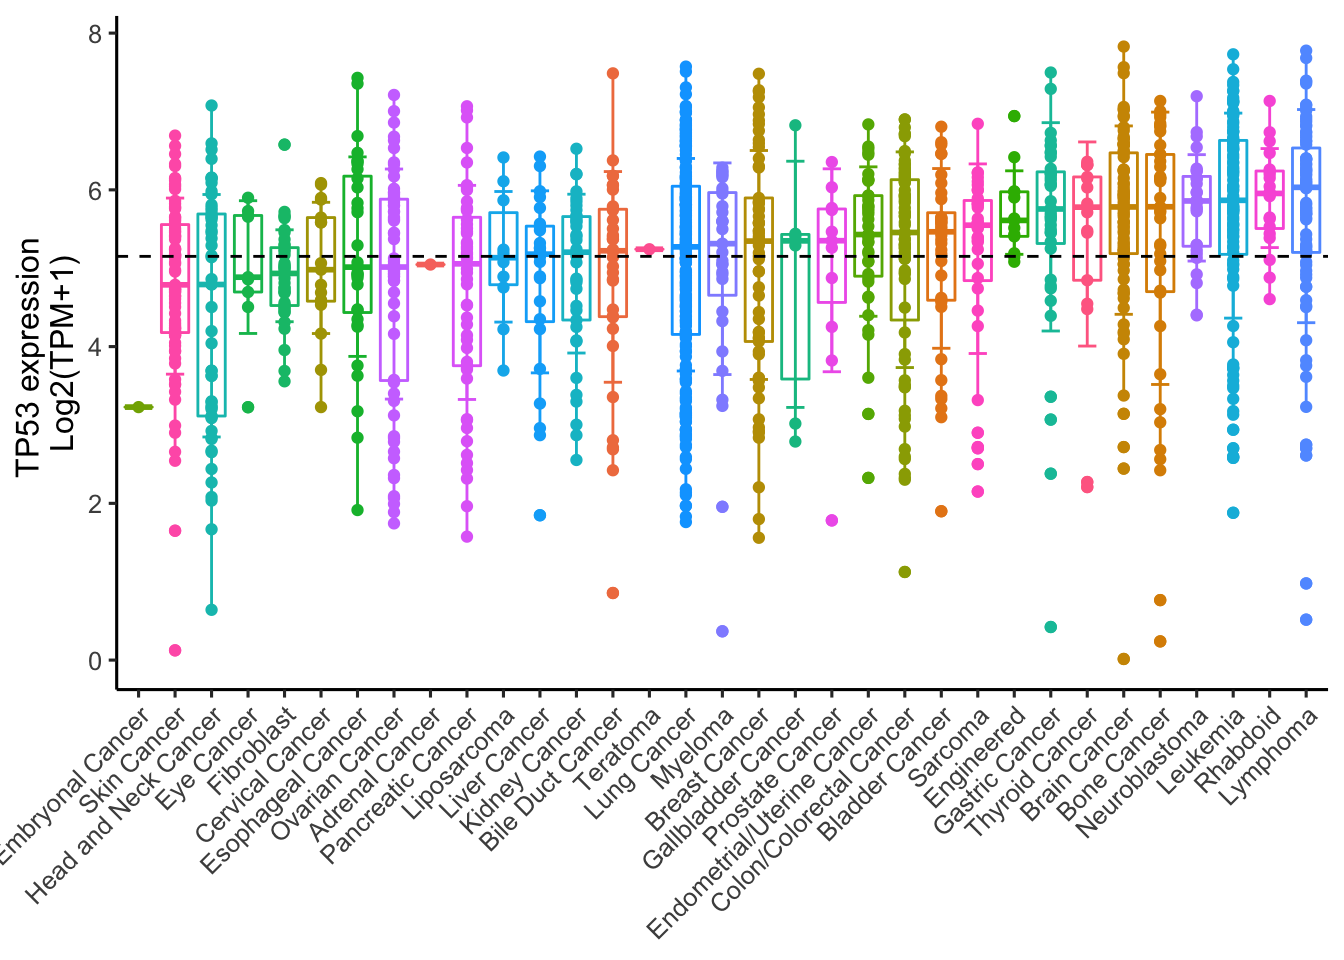 TP53 expression
Log2(TPM+1)
8
6
4
2
0
Embryonal Cancer
Skin Cancer
Head and Neck Cancer
Eye Cancer
Fibroblast
Cervical Cancer
Esophageal Cancer
Ovarian Cancer
Adrenal Cancer
Pancreatic Cancer
Liposarcoma
Liver Cancer
Kidney Cancer
Bile Duct Cancer
Teratoma
Lung Cancer
Myeloma
Breast Cancer
Gallbladder Cancer
Prostate Cancer
Endometrial/Uterine Cancer
Colon/Colorectal Cancer
Bladder Cancer
Sarcoma
Engineered
Gastric Cancer
Thyroid Cancer
Brain Cancer
Bone Cancer
Neuroblastoma
Leukemia
Rhabdoid
Lymphoma